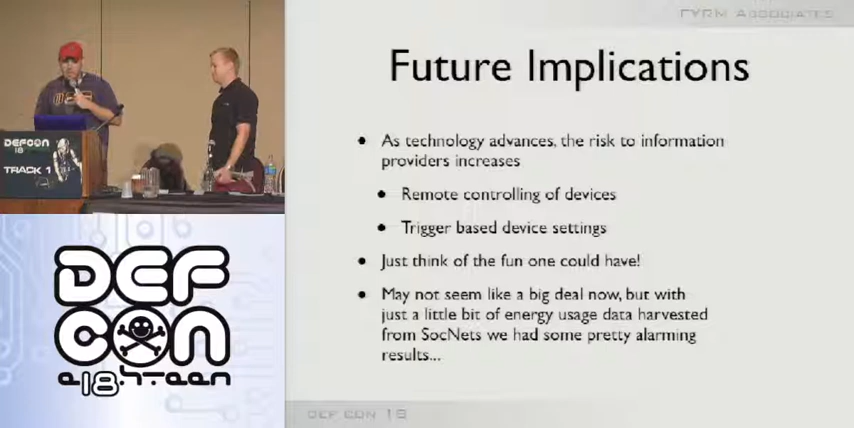 FYRM ASSOCIATES
Future Implications
As technology advances, the risk to information
providers increases
Remote controlling of devices
Trigger based device settings
Just think of the fun one could have!
May not seem like a big deal now, but with
just a little bit of energy usage data harvested
from SocNets we had some pretty alarming
results...
DEF CON 18
DEFCON
18
TRACK 1
DEF
CON
e18hteen